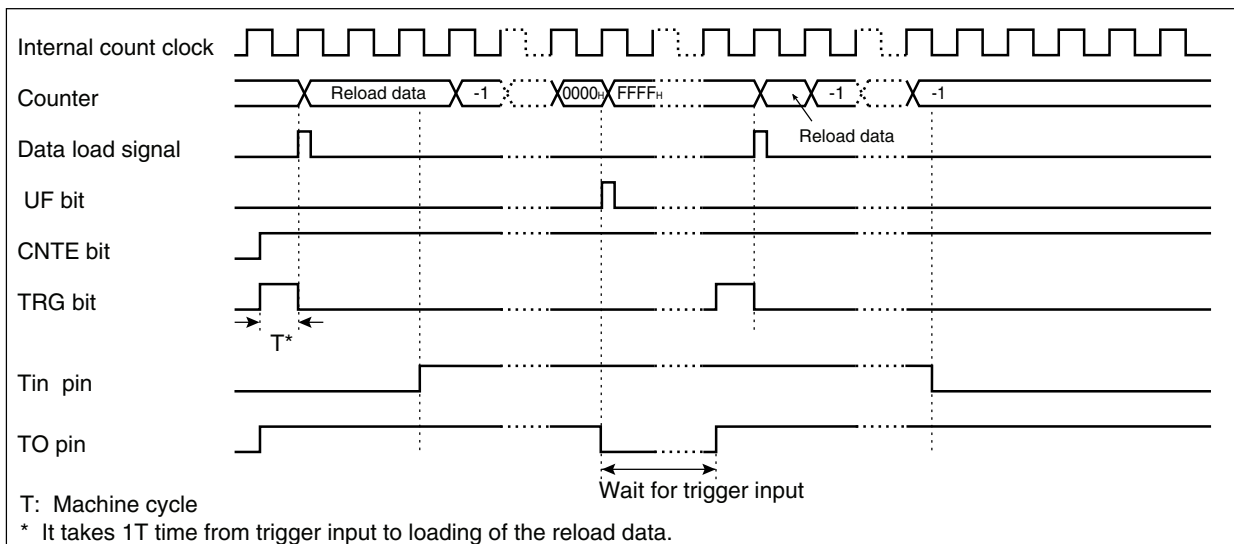 Internal count clock
Counter
Reload data
-1
0000H
FFFFH
-1
-1
Reload data
Data load signal
UF bit
CNTE bit
TRG bit
T*
Tin pin
TO pin
Wait for trigger input
T: Machine cycle
* It takes 1T time from trigger input to loading of the reload data.